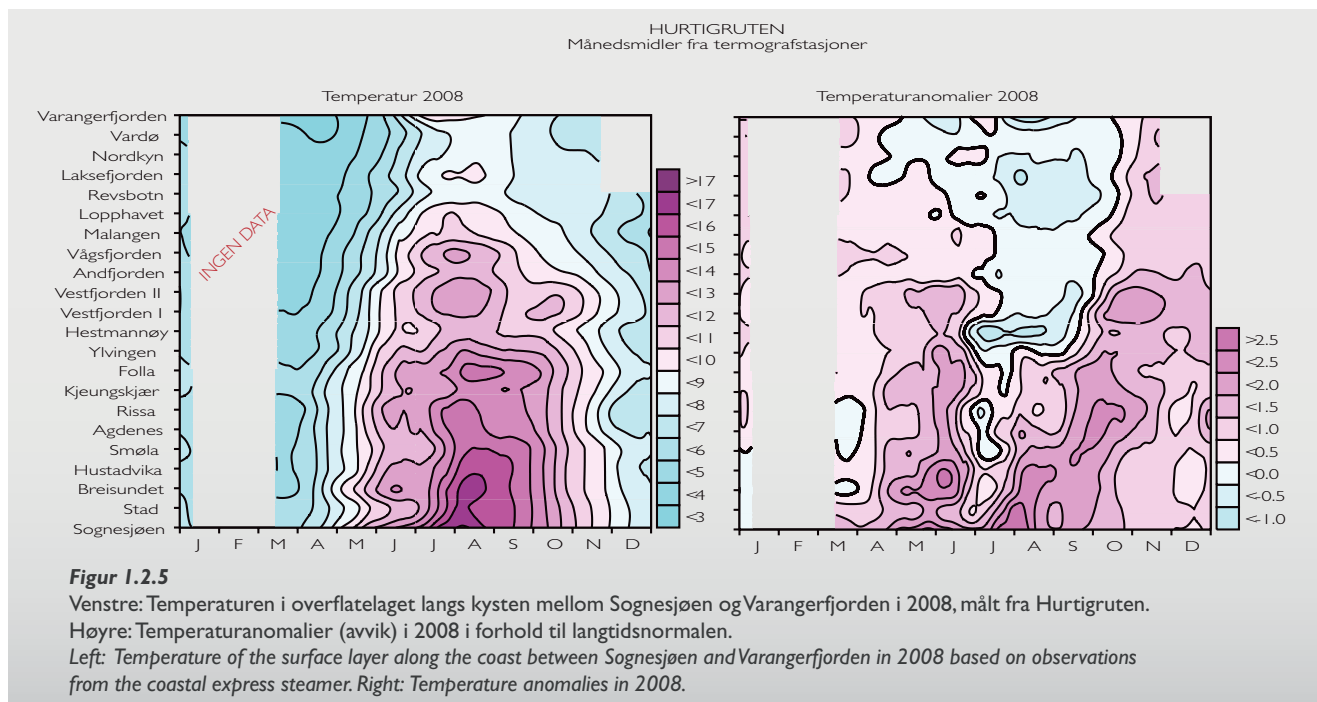 HURTIGRUTEN
Månedsmidler fra termografstasjoner
Temperatur 2008
Varangerfjorden
Vardø
Nordkyn
Laksefjorden
Revsbotn
Lopphavet
Malangen
Vågsfjorden
Andfjorden
Vestfjorden II
Vestfjorden I
Hestmannøy
Ylvingen
Folla
Kjeungskjær
Rissa
Agdenes
Smøla
Hustadvika
Breisundet
Stad
Sognesjøen
INGEN DATA
J F M A M J J A S O N D
>17
<17
<16
<15
<14
<13
<12
<11
<10
<9
<8
<7
<6
<5
<4
<3
Temperaturanomalier 2008
J F M A M J J A S O N D
>2.5
<2.5
<2.0
<1.5
<1.0
<0.5
<0.0
<-0.5
<-1.0
Figur 1.2.5
Venstre: Temperaturen i overflatelaget langs kysten mellom Sognesjøen og Varangerfjorden i 2008, målt fra Hurtigruten.
Høyre: Temperaturanomalier (avvik) i 2008 i forhold til langtidsnormalen.
Left: Temperature of the surface layer along the coast between Sognesjøen and Varangerfjorden in 2008 based on observations
from the coastal express steamer. Right: Temperature anomalies in 2008.